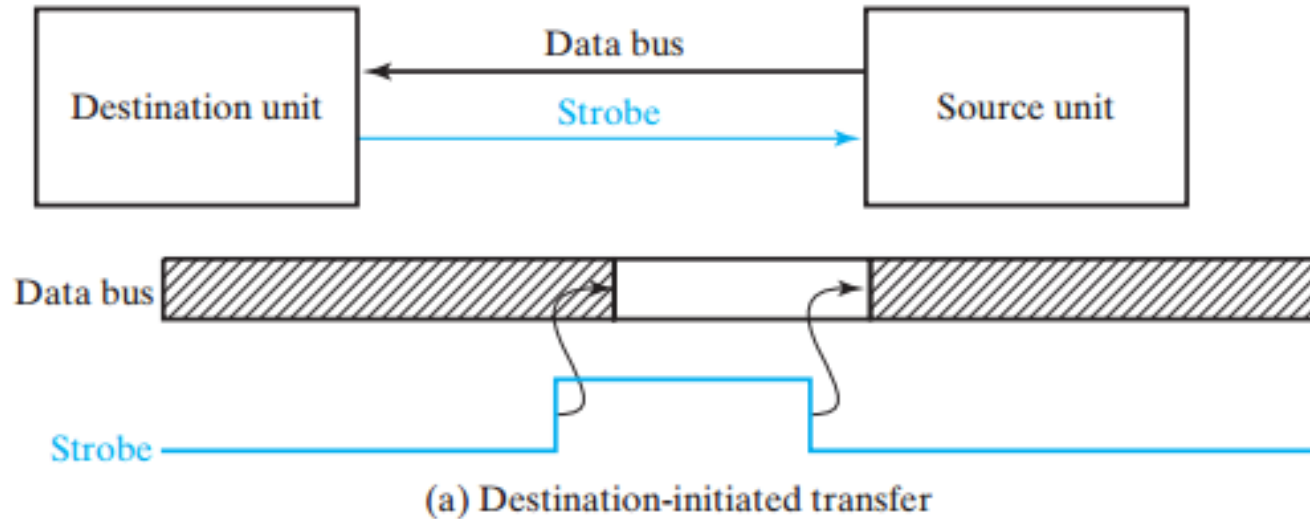 Data bus
Destination unit
Strobe
Source unit
Data bus
Strobe
(a) Destination-initiated transfer